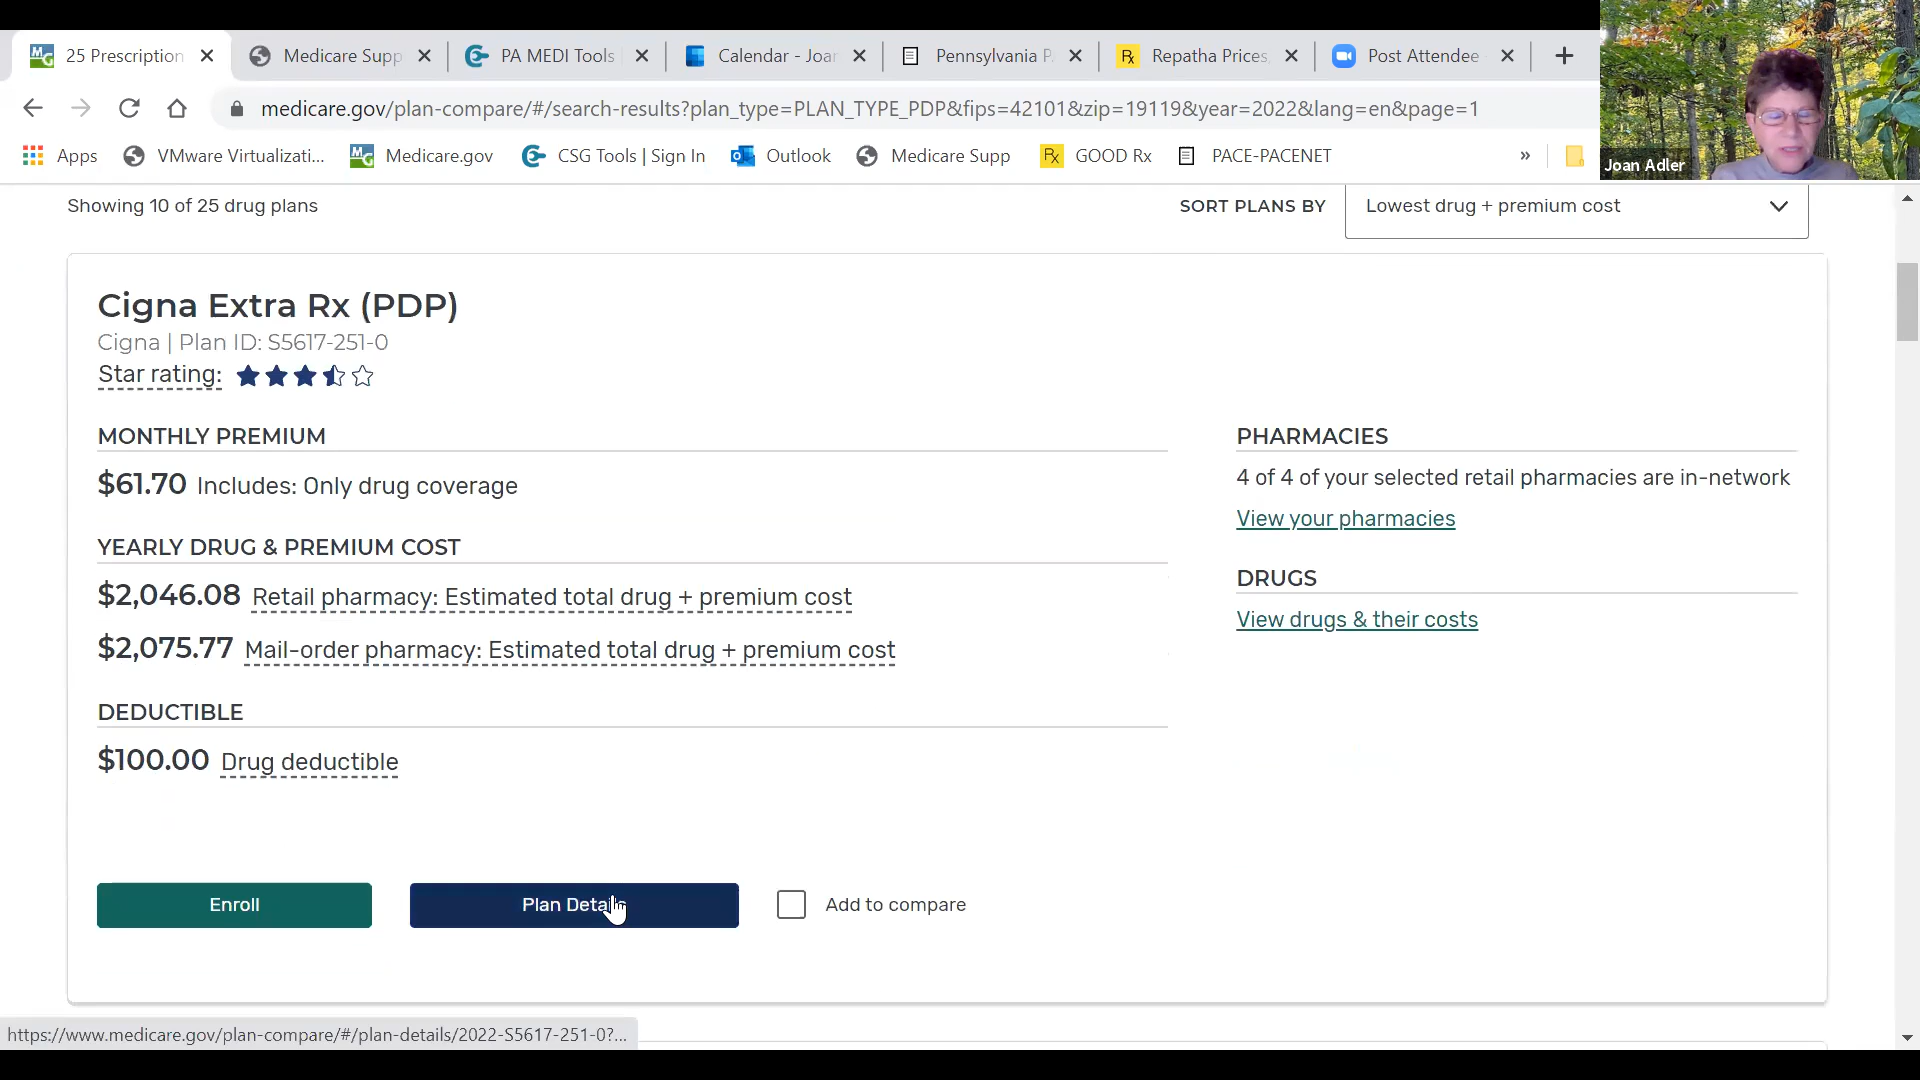 25 Prescription
Medicare Supp
PA MEDI Tools
Calendar - Joan
Pennsylvania P
Repatha Prices,
Post Attendee -
medicare.gov/plan-compare/#/search-results?plan_type=PLAN_TYPE_PDP&fips=42101&zip=19119&year=2022&lang=en&page=1
Apps
VMware Virtualizati...
Medicare.gov
CSG Tools | Sign In
Outlook
Medicare Supp
GOOD Rx
PACE-PACENET
»
Joan Adler
Showing 10 of 25 drug plans
SORT PLANS BY
Lowest drug + premium cost
Cigna Extra Rx (PDP)
Cigna | Plan ID: S5617-251-0
Star rating:
MONTHLY PREMIUM
$61.70 Includes: Only drug coverage
YEARLY DRUG & PREMIUM COST
$2,046.08 Retail pharmacy: Estimated total drug + premium cost
$2,075.77 Mail-order pharmacy: Estimated total drug + premium cost
DEDUCTIBLE
$100.00 Drug deductible
PHARMACIES
4 of 4 of your selected retail pharmacies are in-network
View your pharmacies
DRUGS
View drugs & their costs
Enroll
Plan Details
Add to compare
https://www.medicare.gov/plan-compare/#/plan-details/2022-S5617-251-0?...